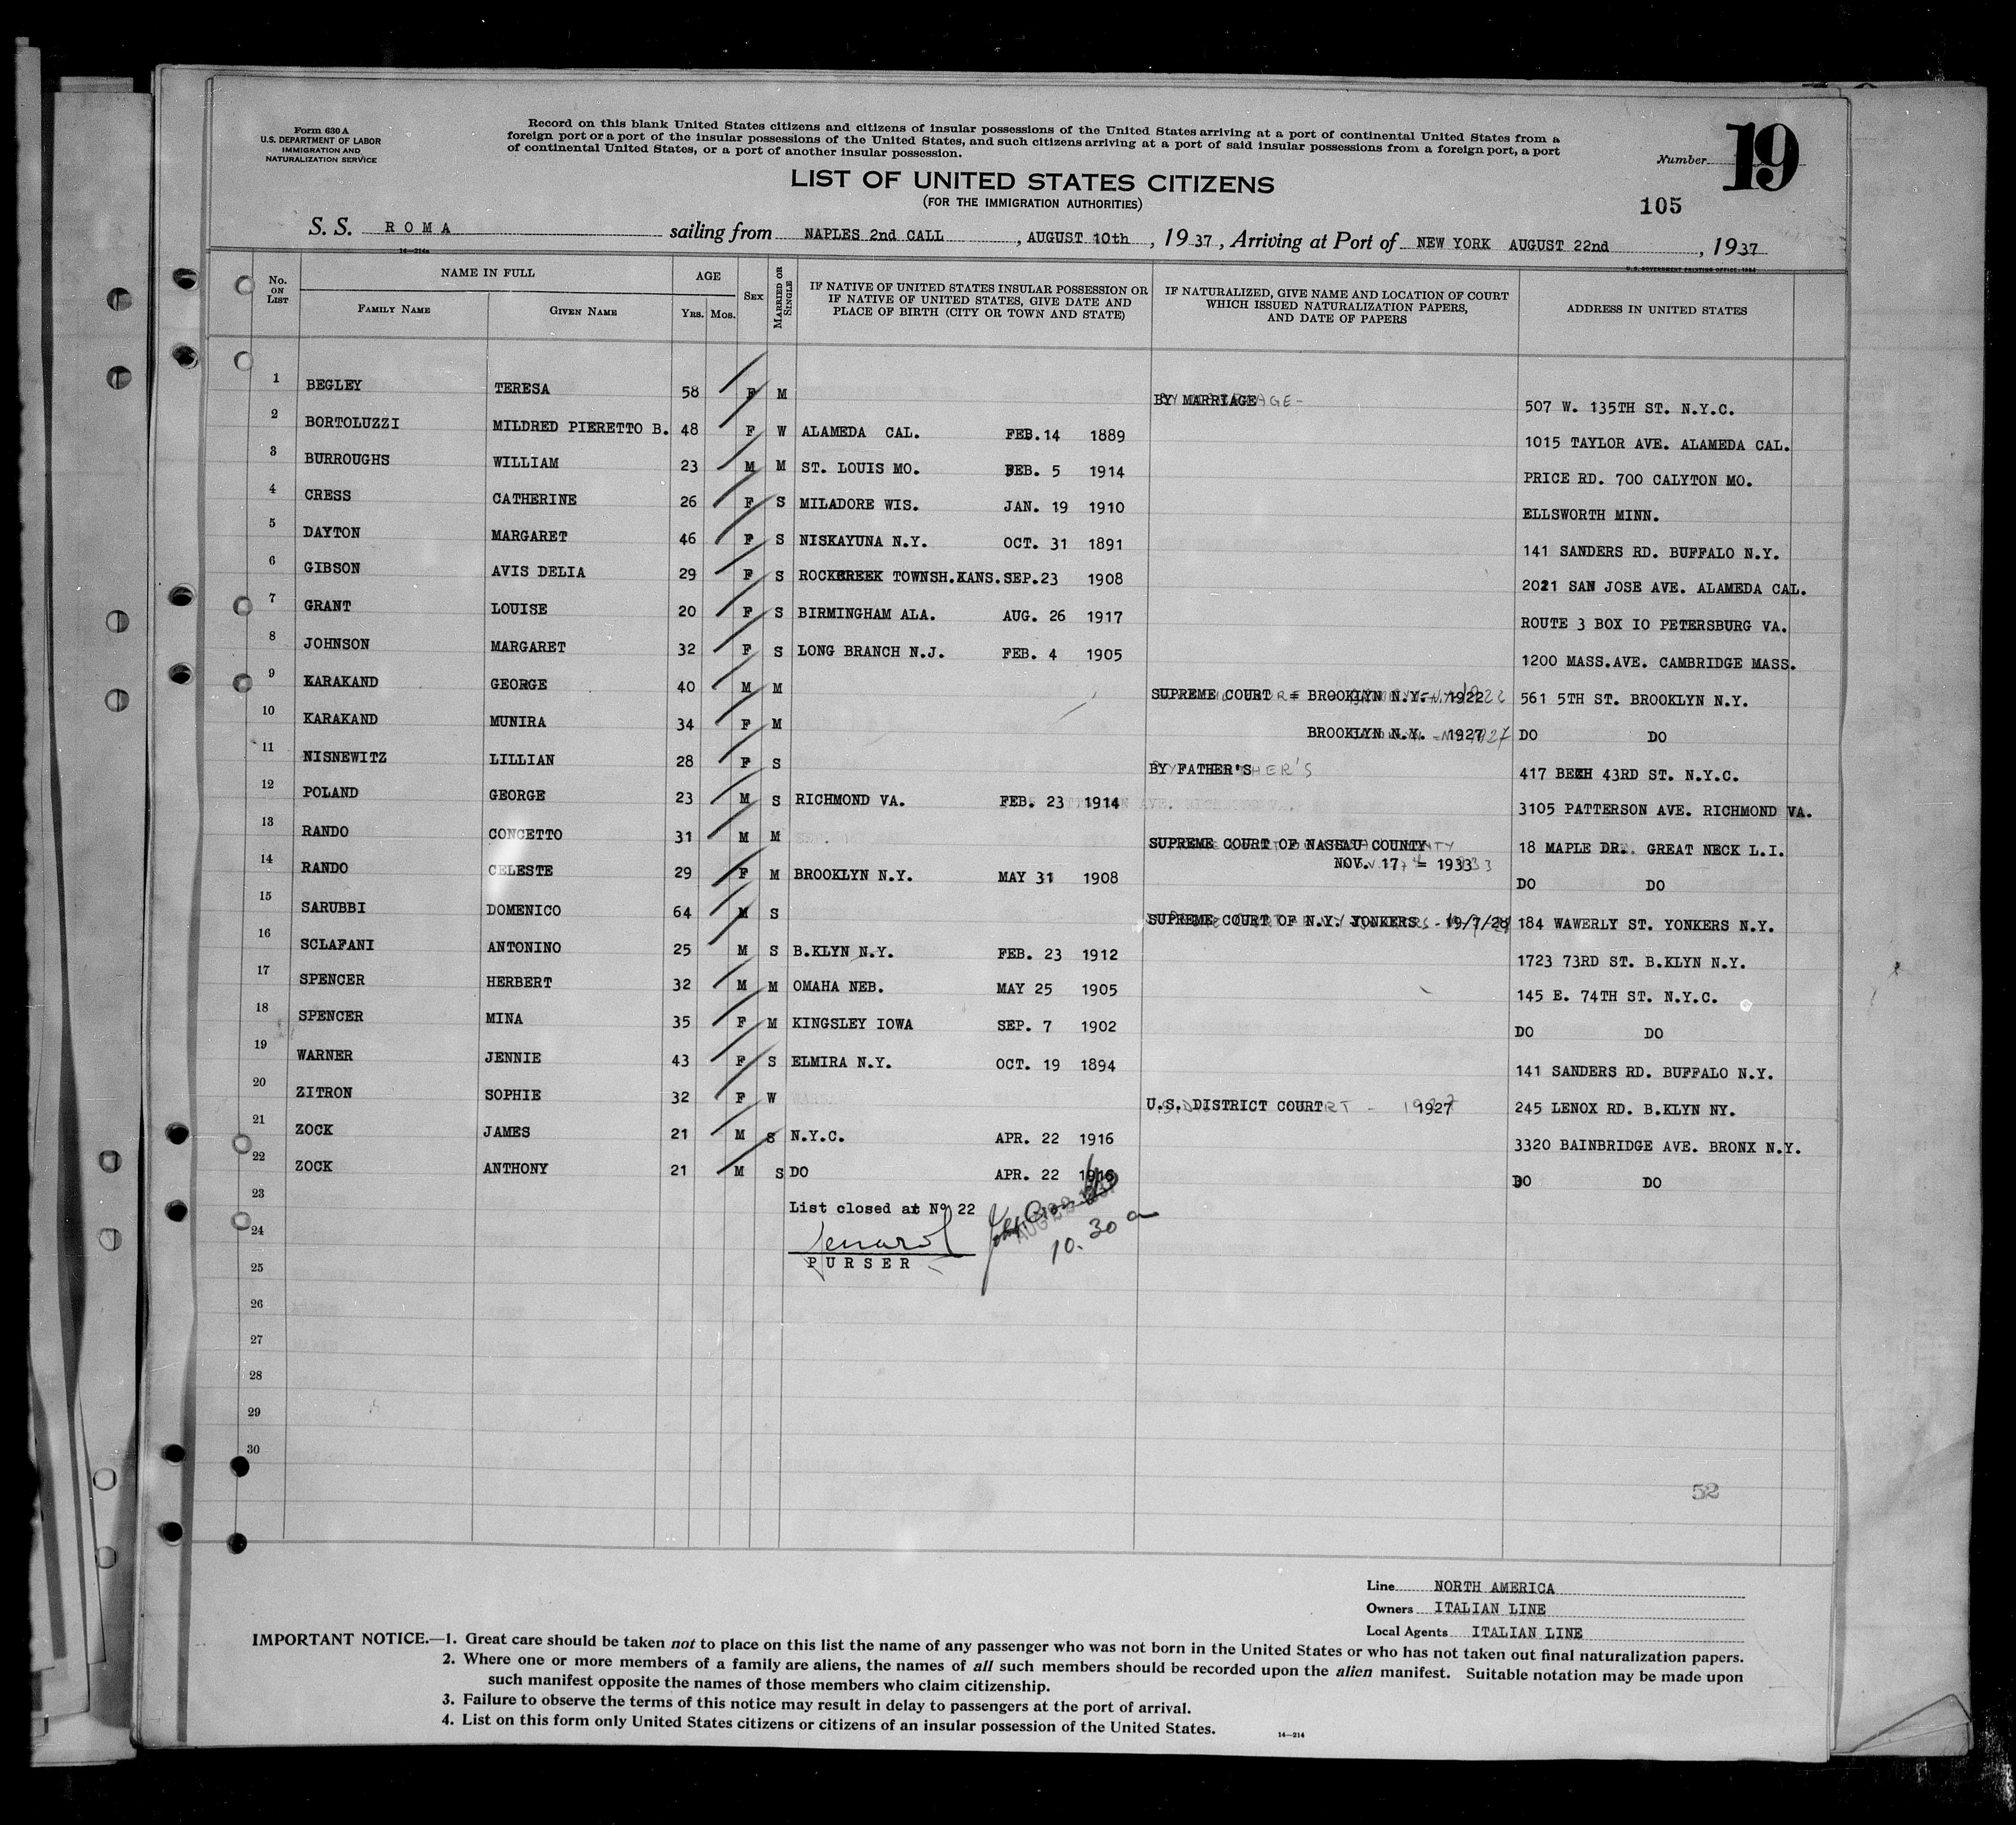 Form 630 A
U.S. DEPARTMENT OF LABOR
IMMIGRATION AND
NATURALIZATION SERVICE
Record on this blank United States citizens and citizens of insular possessions of the United States arriving at a port of continental United States from a
foreign port or a port of the insular possessions of the United States, and such citizens arriving at a port of said insular possessions from a foreign port, a port
of continental United States, or a port of another insular possession.
Number 19
LIST OF UNITED STATES CITIZENS
(FOR THE IMMIGRATION AUTHORITIES)
105
S. S. ROMA sailing from NAPLES 2nd CALL, AUGUST 10th, 1937, Arriving at Port of NEW YORK AUGUST 22nd, 1937
14—214a
U.S. GOVERNMENT PRINTING OFFICE: 1934
No. ON LIST NAME IN FULL AGE SEX MARRIED OR SINGLE IF NATIVE OF UNITED STATES INSULAR POSSESSION OR IF NATIVE OF UNITED STATES, GIVE DATE AND PLACE OF BIRTH (CITY OR TOWN AND STATE) IF NATURALIZED, GIVE NAME AND LOCATION OF COURT WHICH ISSUED NATURALIZATION PAPERS, AND DATE OF PAPERS ADDRESS IN UNITED STATES
FAMILY NAME GIVEN NAME YRS. MOS.
1 BEGLEY TERESA 58 F M BY MARRIAGE 507 W. 135TH ST. N.Y.C.
2 BORTOLUZZI MILDRED PIERETTO B. 48 F W ALAMEDA CAL. FEB.14 1889 1015 TAYLOR AVE. ALAMEDA CAL.
3 BURROUGHS WILLIAM 23 M M ST. LOUIS MO. FEB. 5 1914 PRICE RD. 700 CALYTON MO.
4 CRESS CATHERINE 26 F S MILADORE WIS. JAN. 19 1910 ELLSWORTH MINN.
5 DAYTON MARGARET 46 F S NISKAYUNA N.Y. OCT. 31 1891 141 SANDERS RD. BUFFALO N.Y.
6 GIBSON AVIS DELIA 29 F S ROCKCREEK TOWNSH.KANS. SEP.23 1908 2021 SAN JOSE AVE. ALAMEDA CAL.
7 GRANT LOUISE 20 F S BIRMINGHAM ALA. AUG. 26 1917 ROUTE 3 BOX IO PETERSBURG VA.
8 JOHNSON MARGARET 32 F S LONG BRANCH N.J. FEB. 4 1905 1200 MASS.AVE. CAMBRIDGE MASS.
9 KARAKAND GEORGE 40 M M SUPREME COURT = BROOKLYN N.Y.- 1922 561 5TH ST. BROOKLYN N.Y.
10 KARAKAND MUNIRA 34 F M BROOKLYN N.Y. - 1927 DO DO
11 NISNEWITZ LILLIAN 28 F S BY FATHER'S 417 BEEH 43RD ST. N.Y.C.
12 POLAND GEORGE 23 M S RICHMOND VA. FEB. 23 1914 3105 PATTERSON AVE. RICHMOND VA.
13 RANDO CONCETTO 31 M M SUPREME COURT OF NASSAU COUNTY 18 MAPLE DR. GREAT NECK L.I.
NOV. 17 = 1933
14 RANDO CELESTE 29 F M BROOKLYN N.Y. MAY 31 1908 DO DO
15 SARUBBI DOMENICO 64 M S SUPREME COURT OF N.Y. YONKERS - 19/7/28 184 WAWERLY ST. YONKERS N.Y.
16 SCLAFANI ANTONINO 25 M S B.KLYN N.Y. FEB. 23 1912 1723 73RD ST. B.KLYN N.Y.
17 SPENCER HERBERT 32 M M OMAHA NEB. MAY 25 1905 145 E. 74TH ST. N.Y.C.
18 SPENCER MINA 35 F M KINGSLEY IOWA SEP. 7 1902 DO DO
19 WARNER JENNIE 43 F S ELMIRA N.Y. OCT. 19 1894 141 SANDERS RD. BUFFALO N.Y.
20 ZITRON SOPHIE 32 F W U.S. DISTRICT COURT 1927 245 LENOX RD. B.KLYN NY.
21 ZOCK JAMES 21 M S N.Y.C. APR. 22 1916 3320 BAINBRIDGE AVE. BRONX N.Y.
22 ZOCK ANTHONY 21 M S DO APR. 22 1916 DO DO
23 List closed at No 22
24
10.30 a
PURSER
25
26
27
28
29
30
52
Line NORTH AMERICA
Owners ITALIAN LINE
Local Agents ITALIAN LINE
IMPORTANT NOTICE.—1. Great care should be taken not to place on this list the name of any passenger who was not born in the United States or who has not taken out final naturalization papers.
2. Where one or more members of a family are aliens, the names of all such members should be recorded upon the alien manifest. Suitable notation may be made upon
such manifest opposite the names of those members who claim citizenship.
3. Failure to observe the terms of this notice may result in delay to passengers at the port of arrival.
4. List on this form only United States citizens or citizens of an insular possession of the United States.
14—214